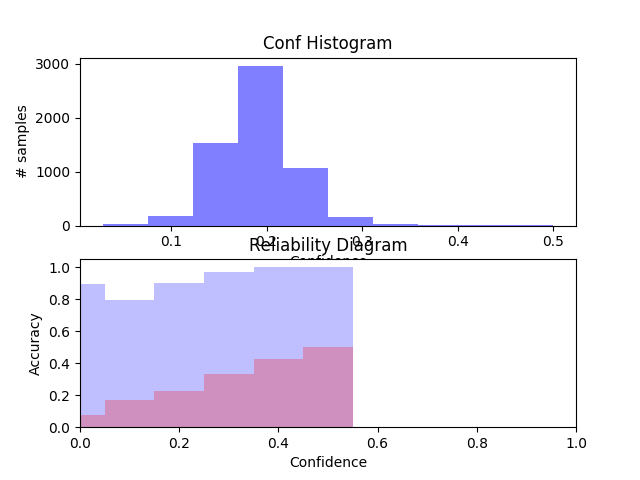 Conf Histogram
3000
2000
1000
0
# samples
0.1 0.2 0.3 0.4 0.5
Confidence
Reliability Diagram
1.0
0.8
0.6
0.4
0.2
0.0
Accuracy
0.0 0.2 0.4 0.6 0.8 1.0
Confidence